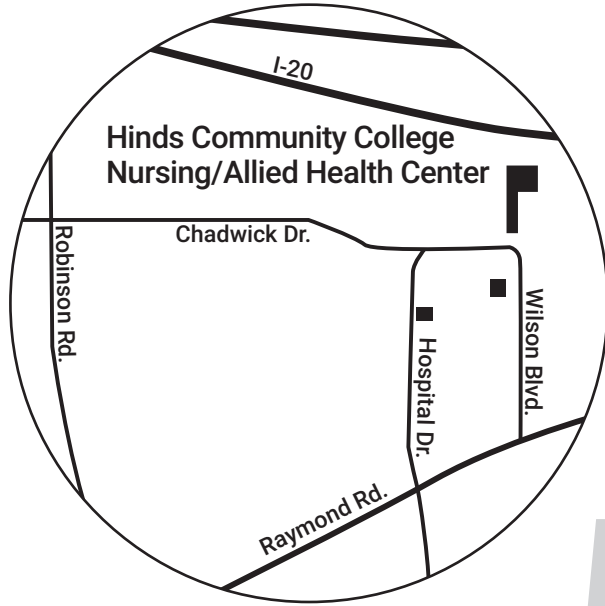 I-20
Hinds Community College
Nursing/Allied Health Center
Chadwick Dr.
Robinson Rd.
Wilson Blvd.
Hospital Dr.
Raymond Rd.